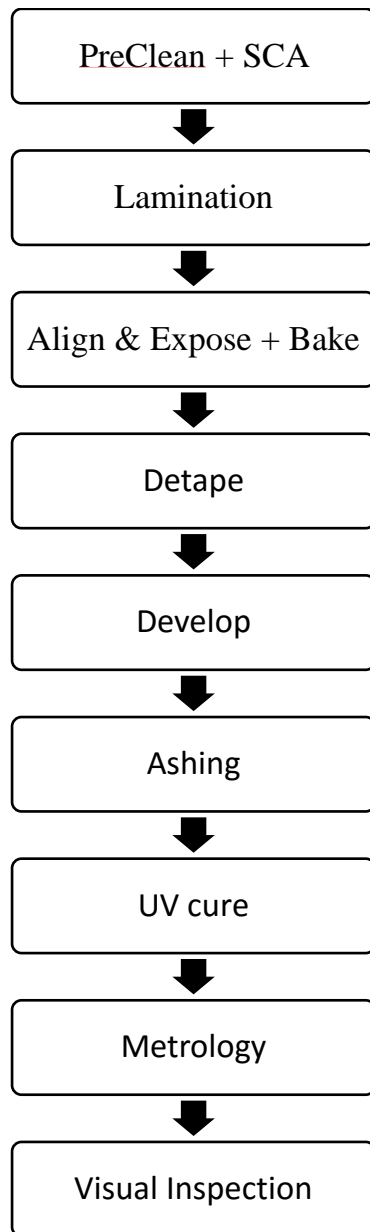 PreClean + SCA
Lamination
Align & Expose + Bake
Detape
Develop
Ashing
UV cure
Metrology
Visual Inspection